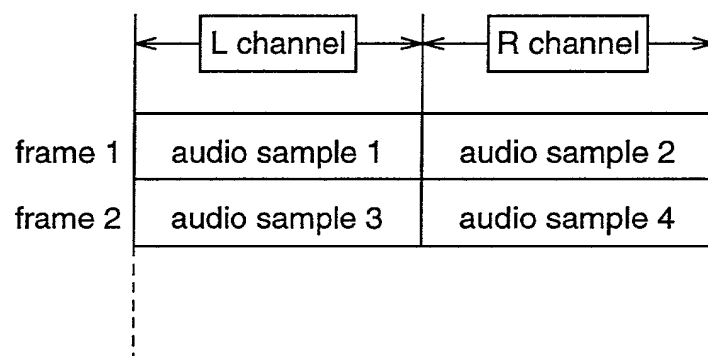 L channel R channel
frame 1 audio sample 1 audio sample 2
frame 2 audio sample 3 audio sample 4